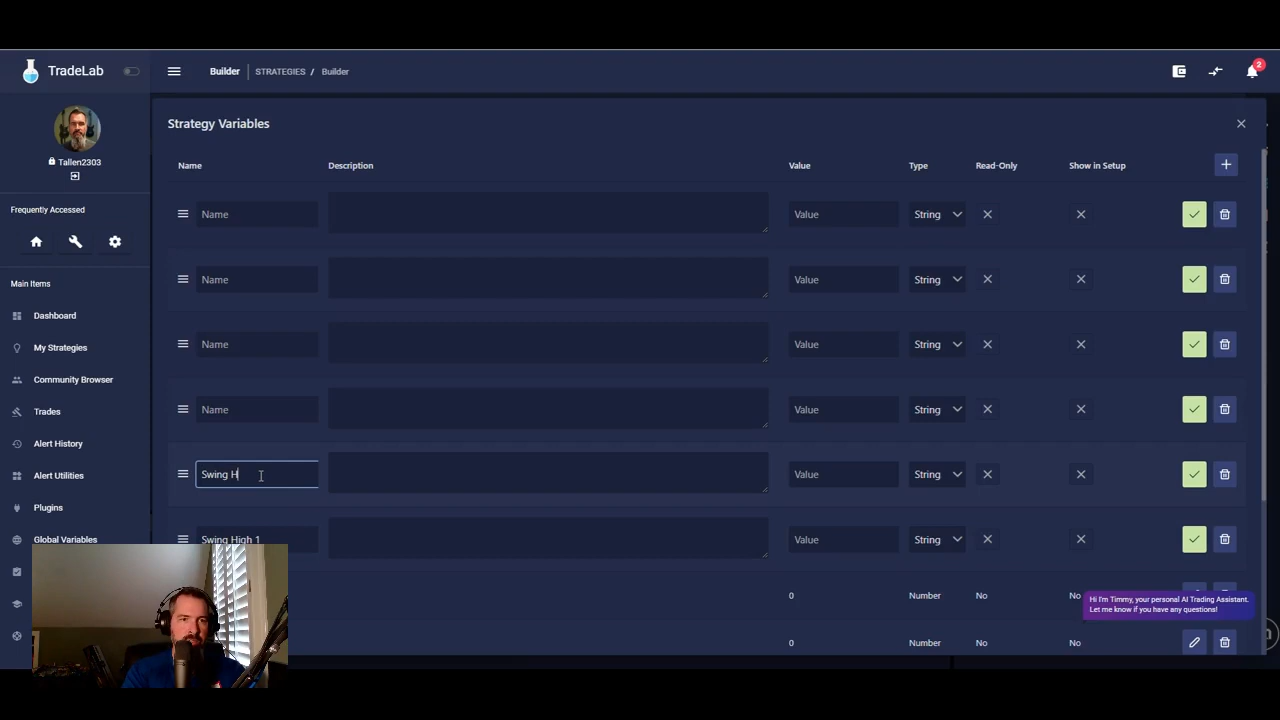 TradeLab
Builder
STRATEGIES / Builder
2
Tallen2303
Frequently Accessed
Main Items
Dashboard
My Strategies
Community Browser
Trades
Alert History
Alert Utilities
Plugins
Global Variables
Strategy Variables
Name Description Value Type Read-Only Show in Setup
Name Value String
Name Value String
Name Value String
Name Value String
Swing H Value String
Swing High 1 Value String
0 Number No No
0 Number No No
Hi I'm Timmy, your personal AI Trading Assistant.
Let me know if you have any questions!